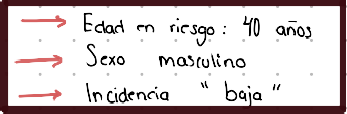 Edad en riesgo: 40 años
Sexo masculino
Incidencia "baja"